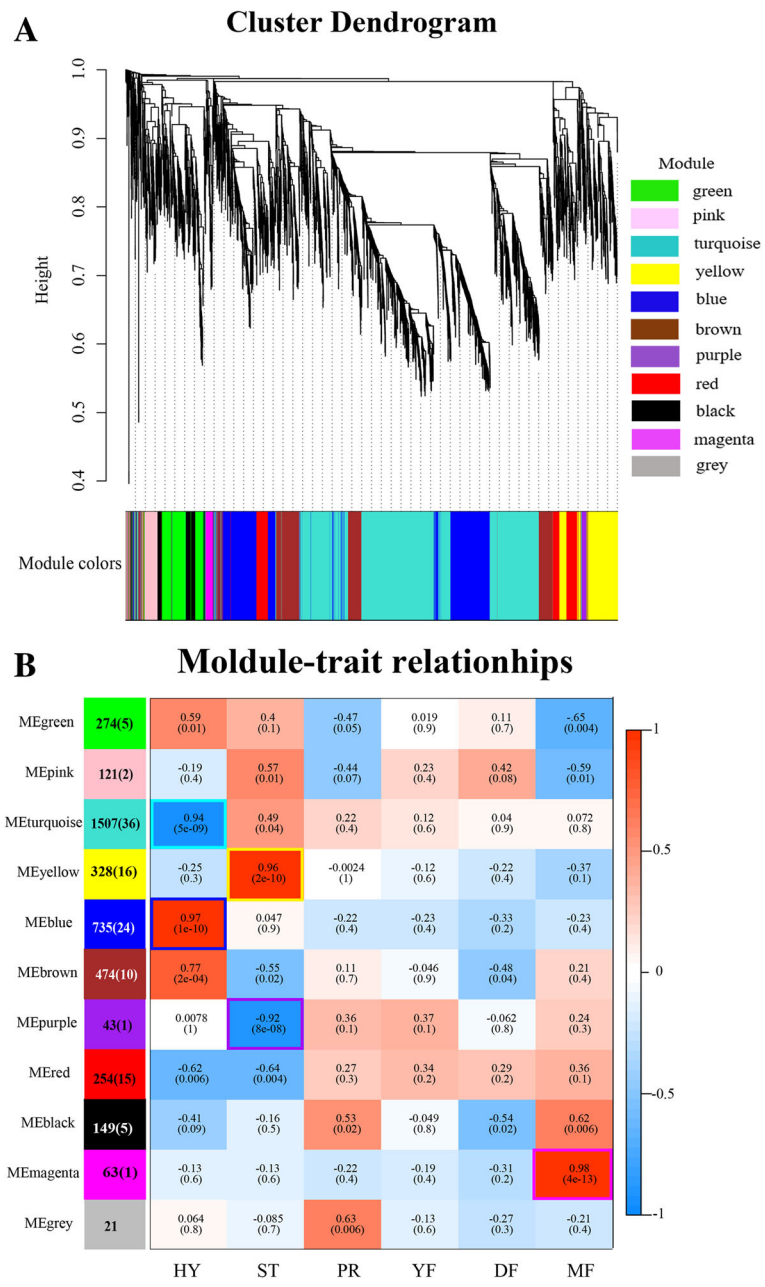 A
Cluster Dendrogram
Height
1.0
0.9
0.8
0.7
0.6
0.5
0.4
Module
green
pink
turquoise
yellow
blue
brown
purple
red
black
magenta
grey
Module colors
B
Moldule-trait relationships
MEgreen 274(5) 0.59 0.4 -0.47 0.019 0.11 -.65
(0.01) (0.1) (0.05) (0.9) (0.7) (0.004)
MEpink 121(2) -0.19 0.57 -0.44 0.23 0.42 -0.59
(0.4) (0.01) (0.07) (0.4) (0.08) (0.01)
MEturquoise 1507(36) 0.94 0.49 0.22 0.12 0.04 0.072
(5e-09) (0.04) (0.4) (0.6) (0.9) (0.8)
MEyellow 328(16) -0.25 0.96 -0.0024 -0.12 -0.22 -0.37
(0.3) (2e-10) (1) (0.6) (0.4) (0.1)
MEblue 735(24) 0.97 0.047 -0.22 -0.23 -0.33 -0.23
(1e-10) (0.9) (0.4) (0.4) (0.2) (0.4)
MEbrown 474(10) 0.77 -0.55 0.11 -0.046 -0.48 0.21
(2e-04) (0.02) (0.7) (0.9) (0.04) (0.4)
MEpurple 43(1) 0.0078 -0.92 0.36 0.37 -0.062 0.24
(1) (8e-08) (0.1) (0.1) (0.8) (0.3)
MEred 254(15) -0.62 -0.64 0.27 0.34 0.29 0.36
(0.006) (0.004) (0.3) (0.2) (0.2) (0.1)
MEblack 149(5) -0.41 -0.16 0.53 -0.049 -0.54 0.62
(0.09) (0.5) (0.02) (0.8) (0.02) (0.006)
MEmagenta 63(1) -0.13 -0.13 -0.22 -0.19 -0.31 0.98
(0.6) (0.6) (0.4) (0.4) (0.2) (4e-13)
MEgrey 21 0.064 -0.085 0.63 -0.13 -0.27 -0.21
(0.8) (0.7) (0.006) (0.6) (0.3) (0.4)
HY ST PR YF DF MF
1
0.5
0
-0.5
-1